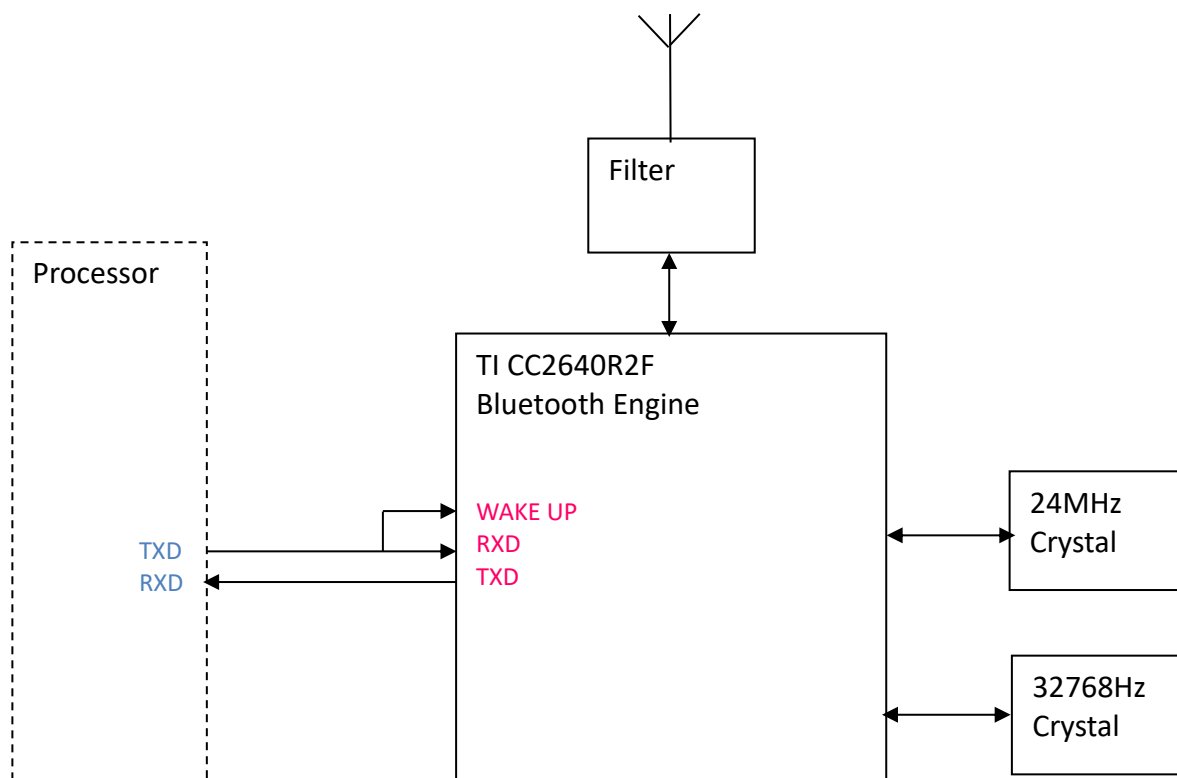 Filter
Processor
TI CC2640R2F
Bluetooth Engine
WAKE UP
TXD
RXD
RXD
TXD
24MHz
Crystal
32768Hz
Crystal